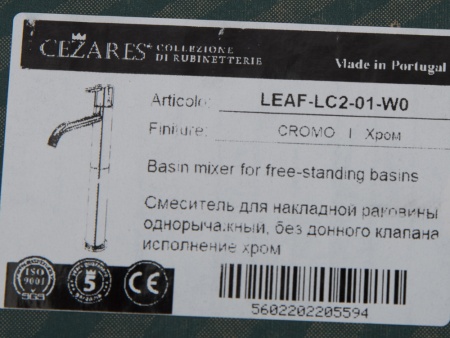 CEZARES® COLLEZIONE
DI RUBINETTERIE
Made in Portugal
Articolo: LEAF-LC2-01-W0
Finiture: CROMO | Хром
Basin mixer for free-standing basins
Смеситель для накладной раковины
однорычажный, без донного клапана
исполнение хром
ISO
9001
5
CE
5602202205594